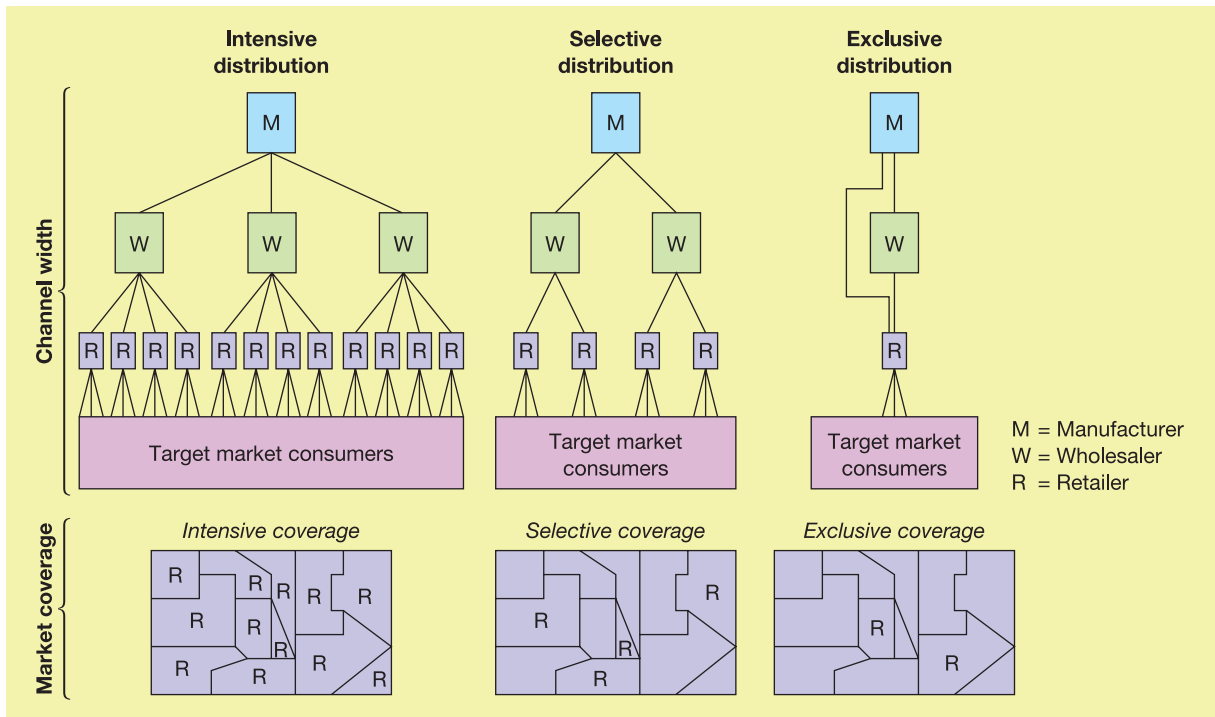 Intensive
distribution
Selective
distribution
Exclusive
distribution
Channel width
M
M
M
W W W
W W
W
R R R R R R R R R R R R
R R R R
R
Target market consumers
Target market
consumers
Target market
consumers
M = Manufacturer
W = Wholesaler
R = Retailer
Market coverage
Intensive coverage
R R R R R
R R
R
R R R R
Selective coverage
R
R
R
R
Exclusive coverage
R
R